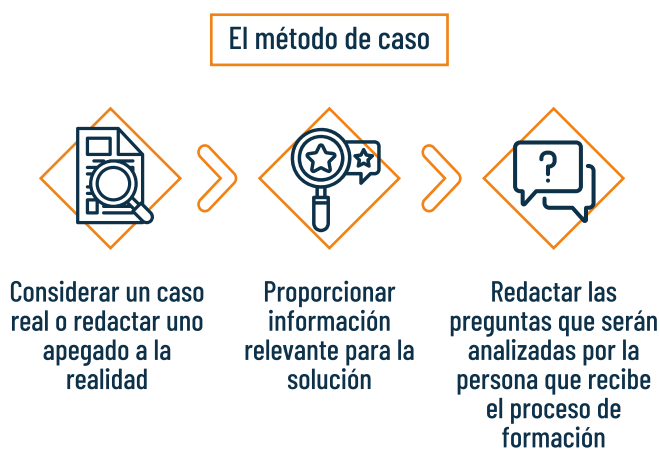 El método de caso
Considerar un caso
real o redactar uno
apegado a la
realidad
Proporcionar
información
relevante para la
solución
Redactar las
preguntas que serán
analizadas por la
persona que recibe
el proceso de
formación
?